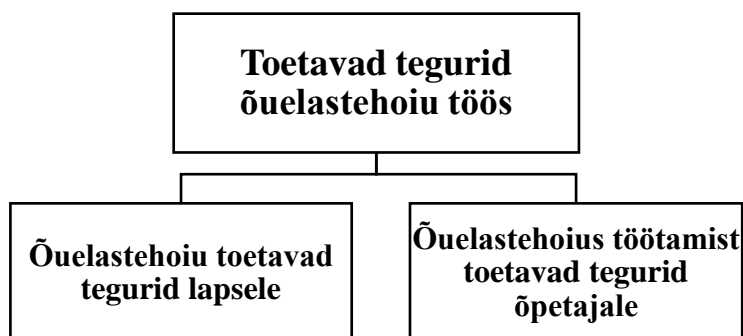 Toetavad tegurid
õuelastehoiu töös
Õuelastehoiu toetavad
tegurid lapsele
Õuelastehoius töötamist
toetavad tegurid
õpetajale